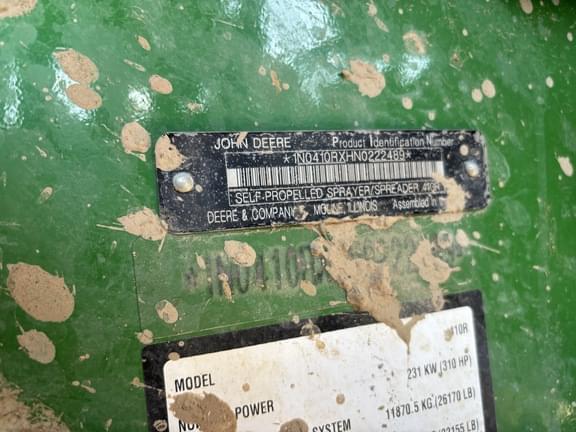 JOHN DEERE Product Identification Number
*1N0410RXHN0222489*
SELF-PROPELLED SPRAYER/SPREADER 410R
DEERE & COMPANY MOLINE ILLINOIS Assembled in
410R
MODEL 231 KW (310 HP)
POWER 11870.5 KG (26170 LB)
SYSTEM